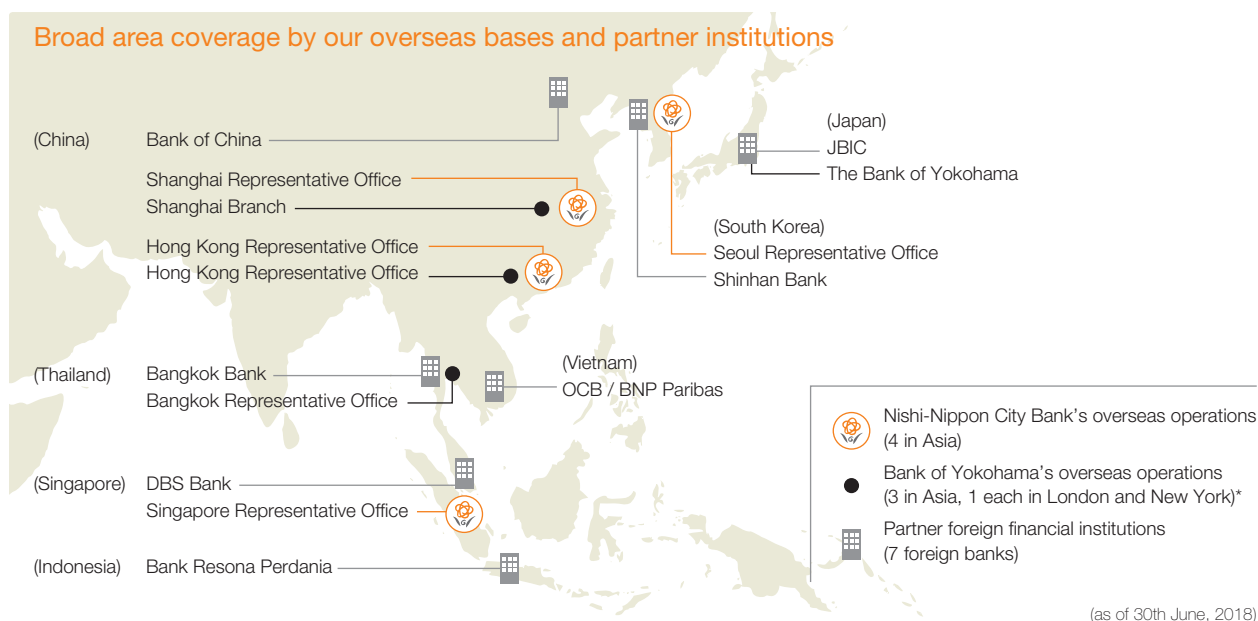 Broad area coverage by our overseas bases and partner institutions
(China) Bank of China
Shanghai Representative Office
Shanghai Branch
Hong Kong Representative Office
Hong Kong Representative Office
(Japan)
JBIC
The Bank of Yokohama
(South Korea)
Seoul Representative Office
Shinhan Bank
(Thailand) Bangkok Bank
Bangkok Representative Office
(Vietnam)
OCB / BNP Paribas
(Singapore) DBS Bank
Singapore Representative Office
(Indonesia) Bank Resona Perdania
Nishi-Nippon City Bank's overseas operations
(4 in Asia)
Bank of Yokohama's overseas operations
(3 in Asia, 1 each in London and New York)*
Partner foreign financial institutions
(7 foreign banks)
(as of 30th June, 2018)